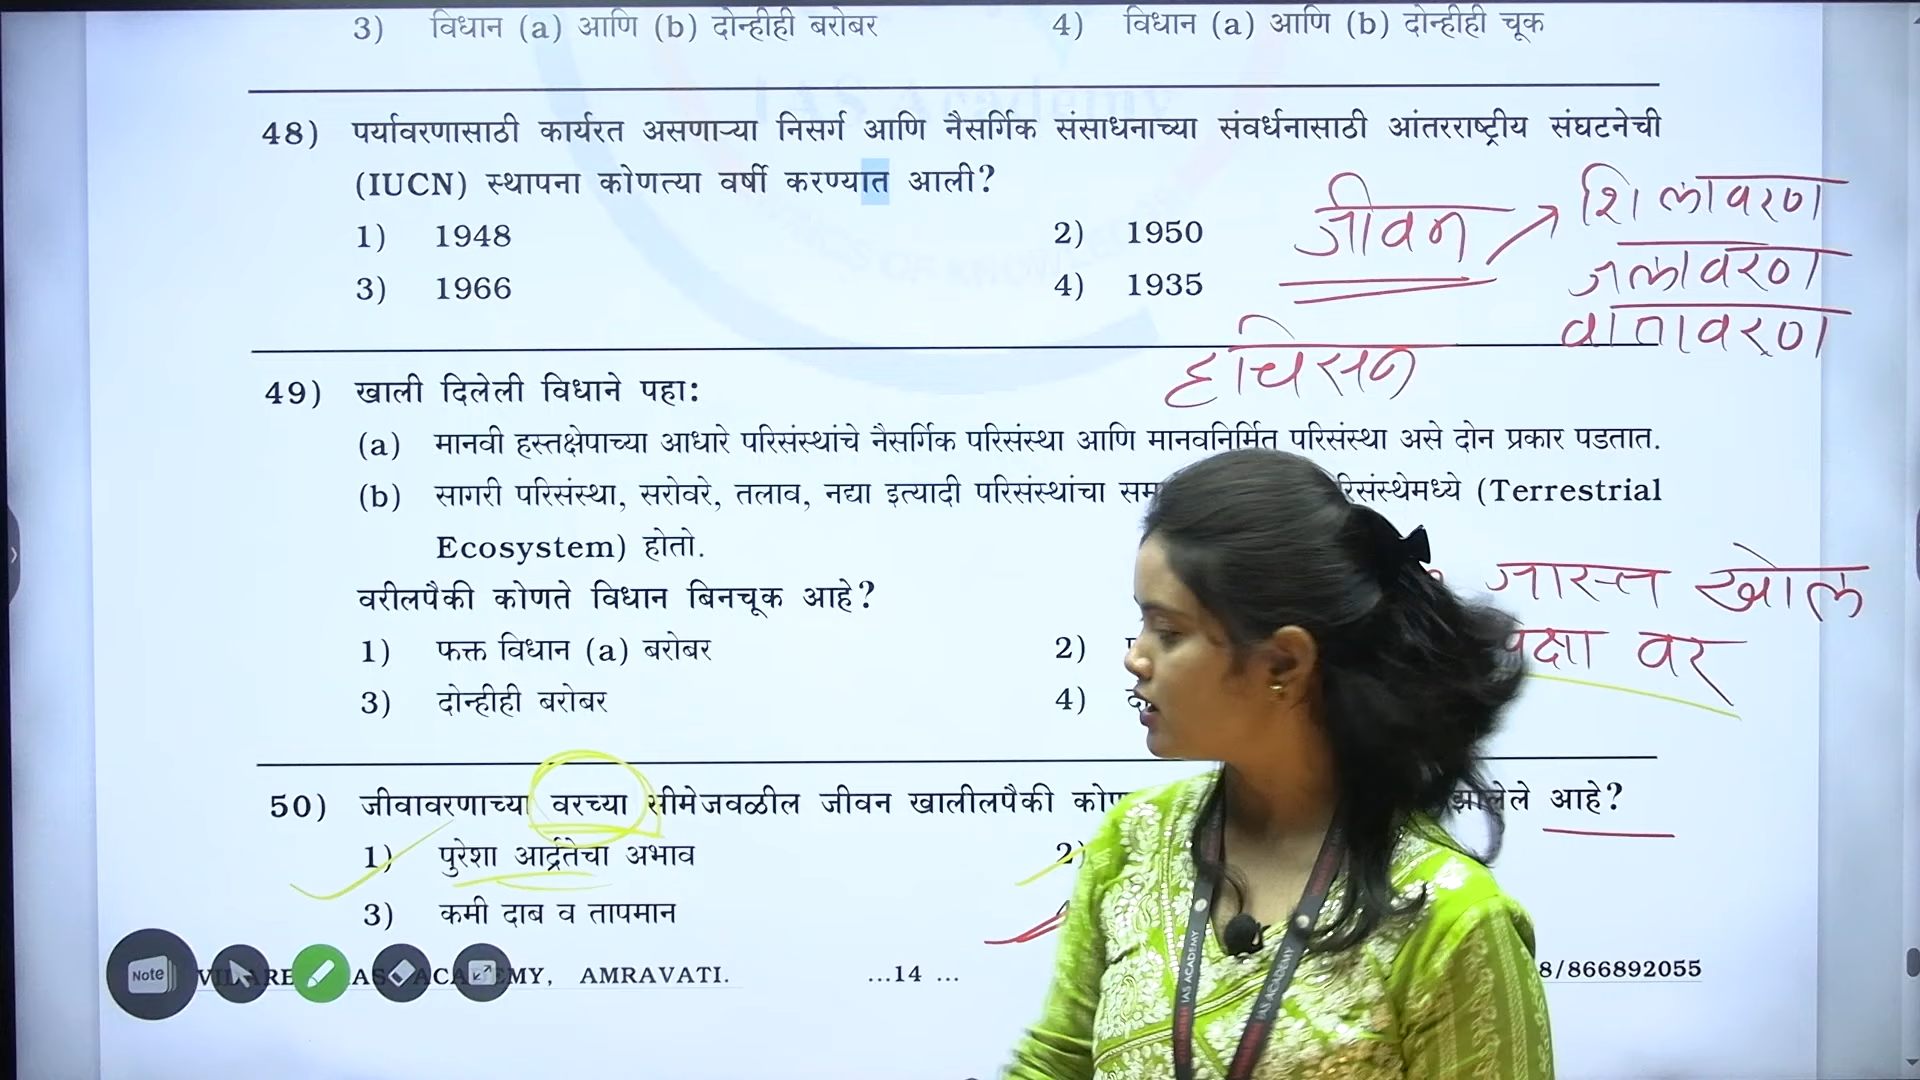 3) विधान (a) आणि (b) दोन्हीही बरोबर 4) विधान (a) आणि (b) दोन्हीही चूक
48) पर्यावरणासाठी कार्यरत असणाऱ्या निसर्ग आणि नैसर्गिक संसाधनाच्या संवर्धनासाठी आंतरराष्ट्रीय संघटनेची
(IUCN) स्थापना कोणत्या वर्षी करण्यात आली?
1) 1948 2) 1950
3) 1966 4) 1935
जीवन
शिलावरण
जलावरण
वातावरण
हचिसन
49) खाली दिलेली विधाने पहा:
(a) मानवी हस्तक्षेपाच्या आधारे परिसंस्थांचे नैसर्गिक परिसंस्था आणि मानवनिर्मित परिसंस्था असे दोन प्रकार पडतात.
(b) सागरी परिसंस्था, सरोवरे, तलाव, नद्या इत्यादी परिसंस्थांचा (Terrestrial
Ecosystem) होतो.
वरीलपैकी कोणते विधान बिनचूक आहे?
1) फक्त विधान (a) बरोबर 2)
3) दोन्हीही बरोबर 4)
जास्त खोल
वर
50) जीवावरणाच्या वरच्या सीमेजवळील जीवन खालीलपैकी आहे?
1) पुरेशा आर्द्रतेचा अभाव 2)
3) कमी दाब व तापमान
Note
AMRAVATI. ...14 ... 8/866892055
IAS ACADEMY